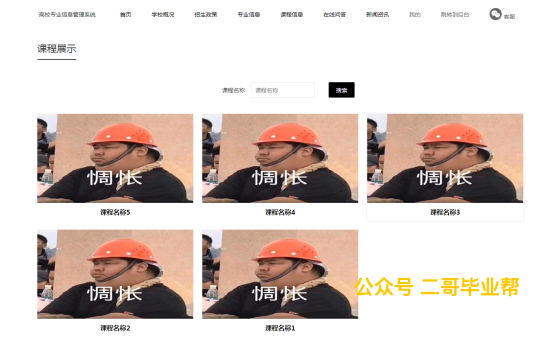 高校专业信息管理系统 首页 学校概况 招生政策 专业信息 课程信息 在线问答 新闻资讯 我的 跳转到后台 客服
课程展示
课程名称 课程名称 搜索
惆怅 惆怅 惆怅
课程名称5 课程名称4 课程名称3
惆怅 惆怅
公众号 二哥毕业帮
课程名称2 课程名称1